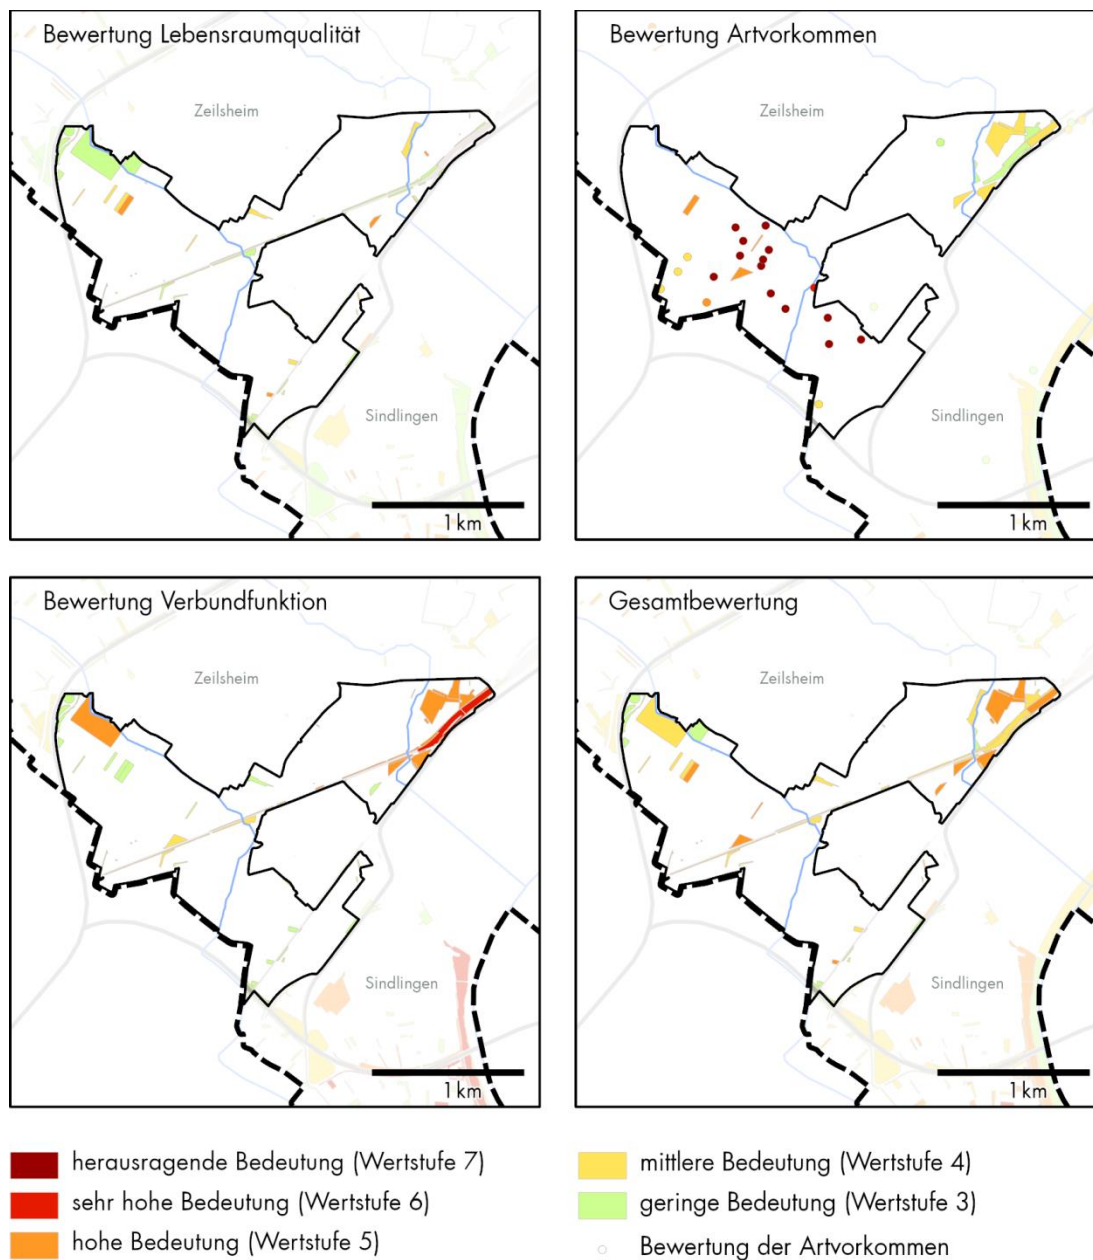 Bewertung Lebensraumqualität
Zeilsheim
Sindlingen
1 km
Bewertung Artvorkommen
Zeilsheim
Sindlingen
1 km
Bewertung Verbundfunktion
Zeilsheim
Sindlingen
1 km
Gesamtbewertung
Zeilsheim
Sindlingen
1 km
herausragende Bedeutung (Wertstufe 7)
sehr hohe Bedeutung (Wertstufe 6)
hohe Bedeutung (Wertstufe 5)
mittlere Bedeutung (Wertstufe 4)
geringe Bedeutung (Wertstufe 3)
Bewertung der Artvorkommen